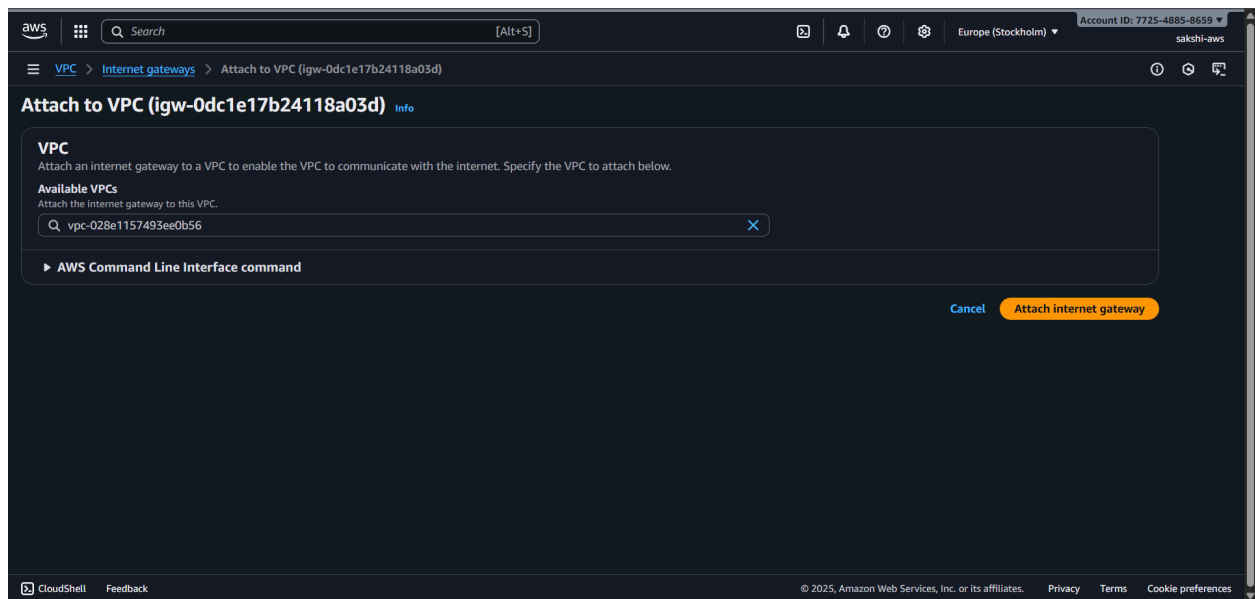 aws
Search
[Alt+S]
Europe (Stockholm)
Account ID: 7725-4885-8659
sakshi-aws
VPC > Internet gateways > Attach to VPC (igw-0dc1e17b24118a03d)
Attach to VPC (igw-0dc1e17b24118a03d) Info
VPC
Attach an internet gateway to a VPC to enable the VPC to communicate with the internet. Specify the VPC to attach below.
Available VPCs
Attach the internet gateway to this VPC.
vpc-028e1157493ee0b56
AWS Command Line Interface command
Cancel
Attach internet gateway
CloudShell
Feedback
© 2025, Amazon Web Services, Inc. or its affiliates.
Privacy
Terms
Cookie preferences